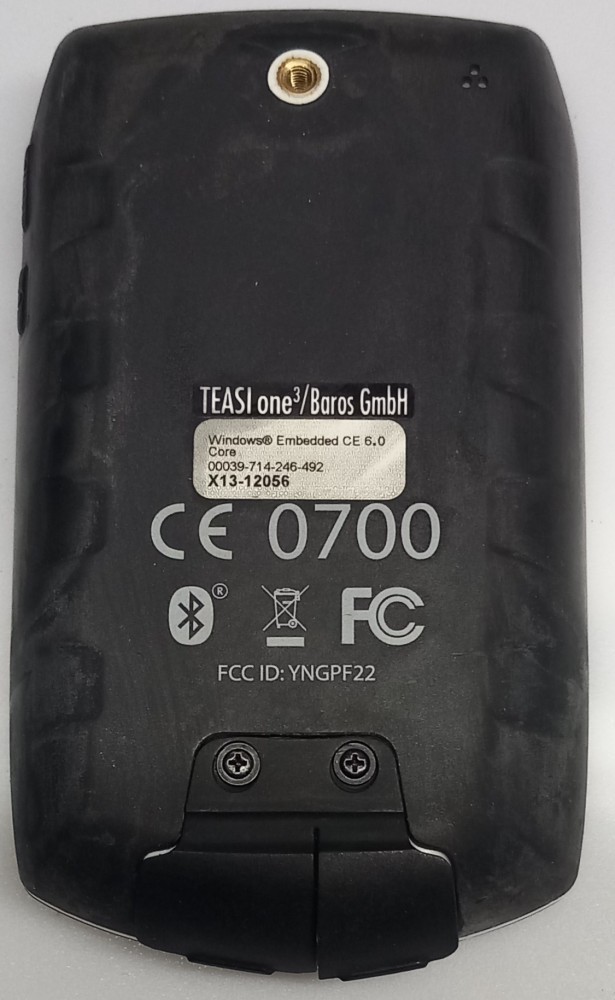 TEASI one³/Baros GmbH
Windows® Embedded CE 6.0
Core
00039-714-246-492
X13-12056
CE 0700
®
FC
FCC ID: YNGPF22